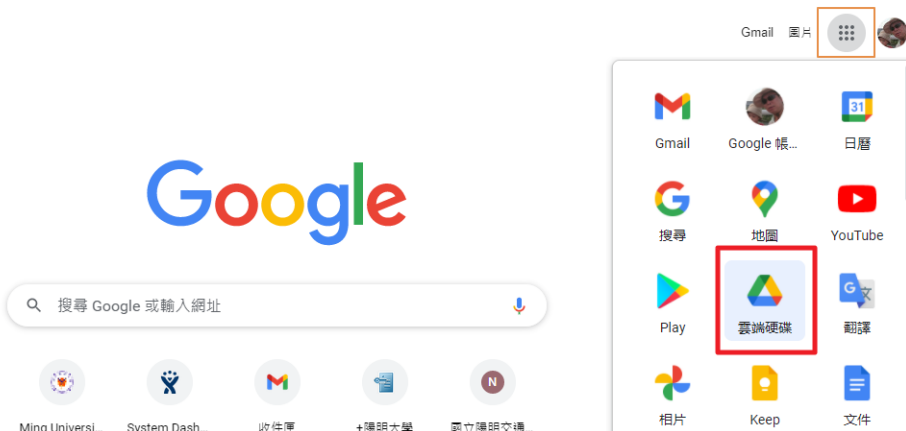 Gmail 圖片
Google
搜尋 Google 或輸入網址
Ming Universi...
System Dash...
收件匣
+陽明大學
N
國立陽明交通...
Gmail
Google 帳...
31
日曆
搜尋
地圖
YouTube
Play
雲端硬碟
翻譯
相片
Keep
文件